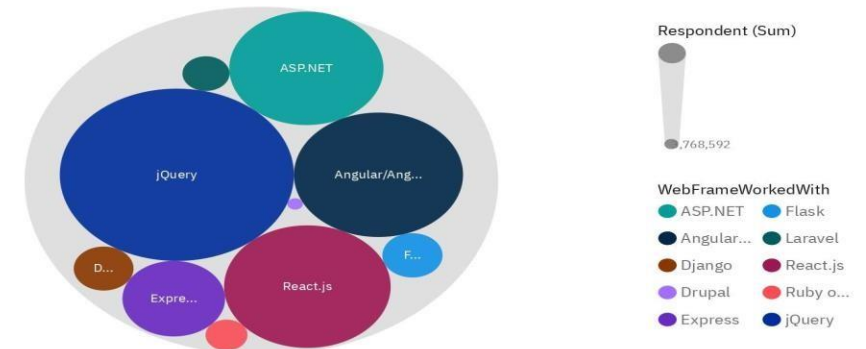 Respondent (Sum)
ASP.NET
,768,592
jQuery
Angular/Ang...
WebFrameWorkedWith
ASP.NET
Flask
Angular...
Laravel
F...
D...
Django
React.js
React.js
Expre...
Drupal
Ruby o...
Express
jQuery